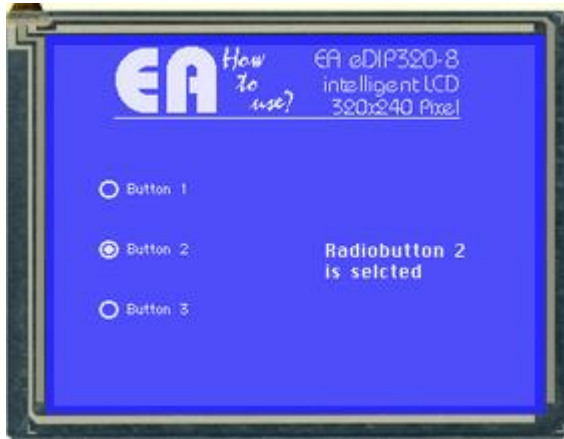 EA
How
to
use?
EA eDIP320-8
intelligent LCD
320x240 Pixel
Button 1
Button 2
Radiobutton 2
is selcted
Button 3